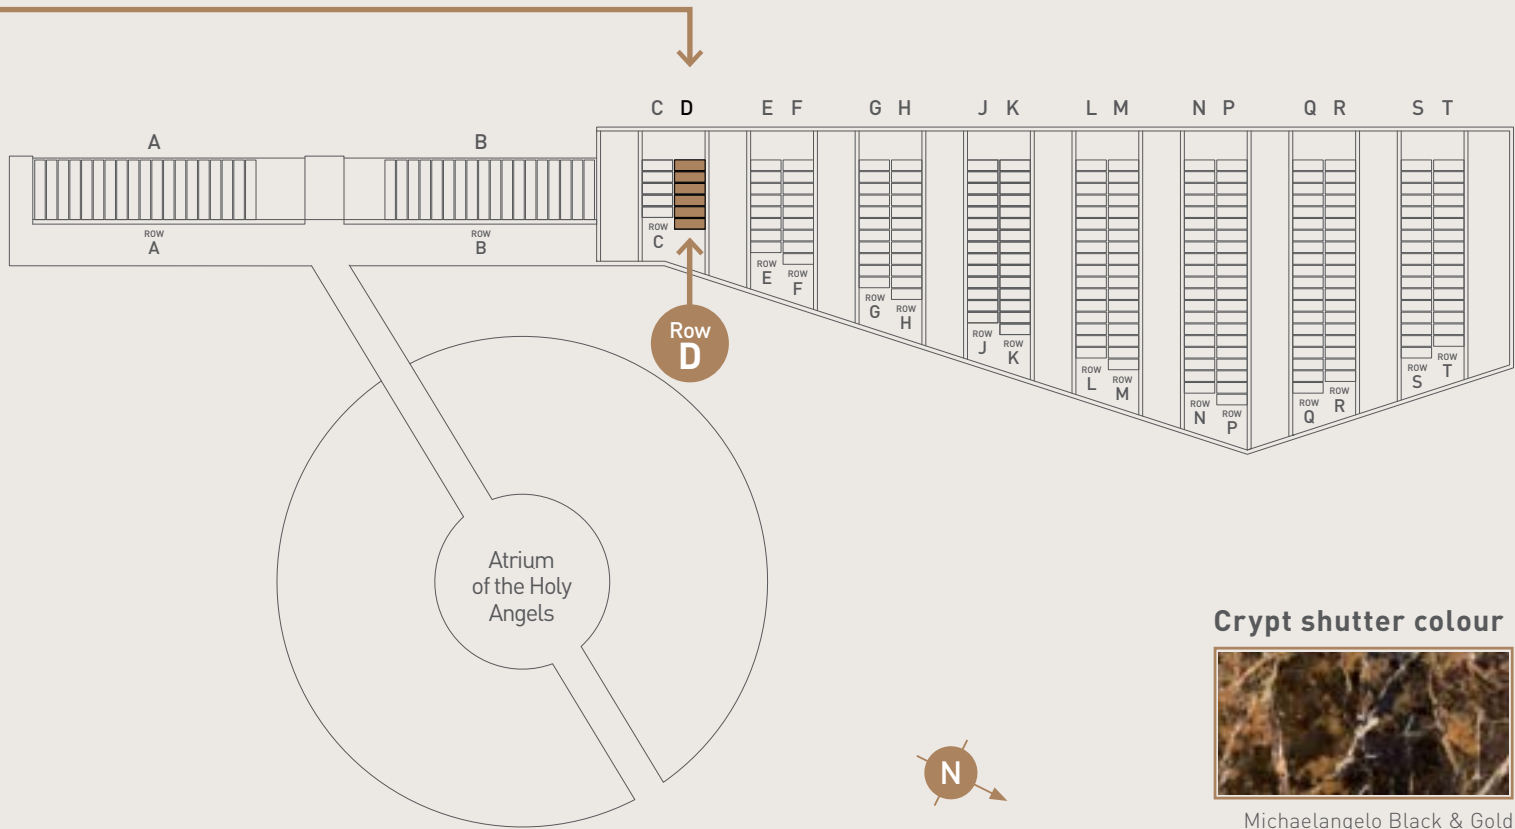 C D E F G H J K L M N P Q R S T
A B
ROW
A
ROW
B
ROW
C
ROW
E
ROW
F
ROW
G
ROW
H
ROW
J
ROW
K
ROW
L
ROW
M
ROW
N
ROW
P
ROW
Q
ROW
R
ROW
S
ROW
T
Row
D
Atrium
of the Holy
Angels
N
Crypt shutter colour
Michaelangelo Black & Gold